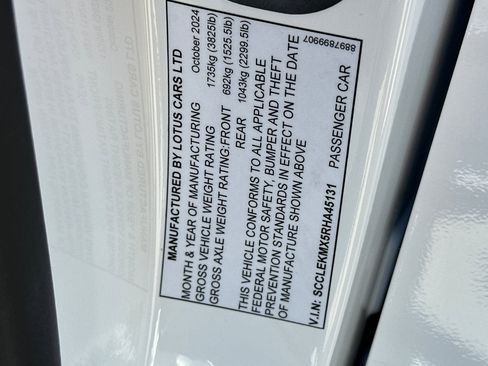 MANUFACTURED BY LOTUS CARS LTD
MONTH & YEAR OF MANUFACTURING October 2024
GROSS VEHICLE WEIGHT RATING 1735kg (3825lb)
GROSS AXLE WEIGHT RATING:FRONT 692kg (1525.5lb)
REAR 1043kg (2299.5lb)
THIS VEHICLE CONFORMS TO ALL APPLICABLE
FEDERAL MOTOR SAFETY, BUMPER AND THEFT
PREVENTION STANDARDS IN EFFECT ON THE DATE
OF MANUFACTURE SHOWN ABOVE
8897899907
V.I.N: SCCLEKMX5RHA45131 PASSENGER CAR